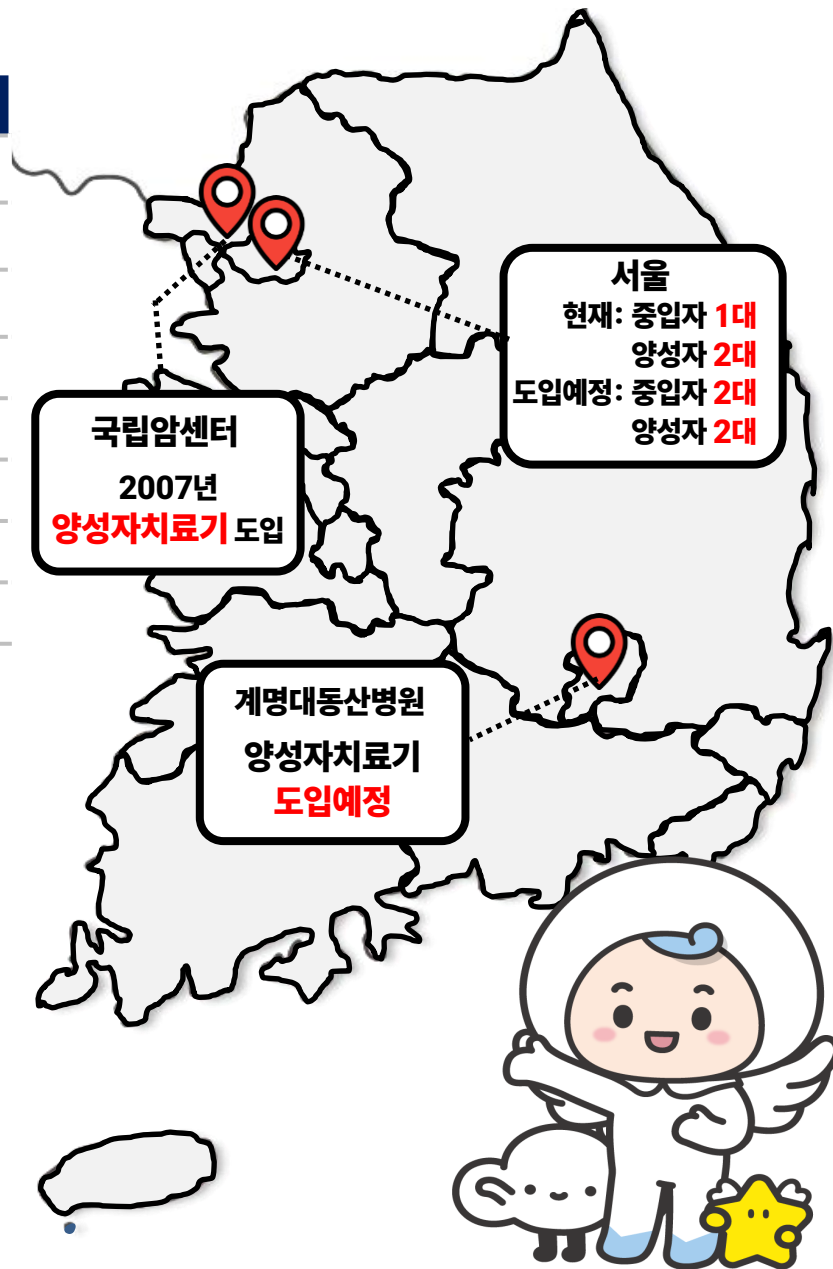 서울
현재: 중입자 1대
양성자 2대
도입예정: 중입자 2대
양성자 2대
국립암센터
2007년
양성자치료기 도입
계명대동산병원
양성자치료기
도입예정